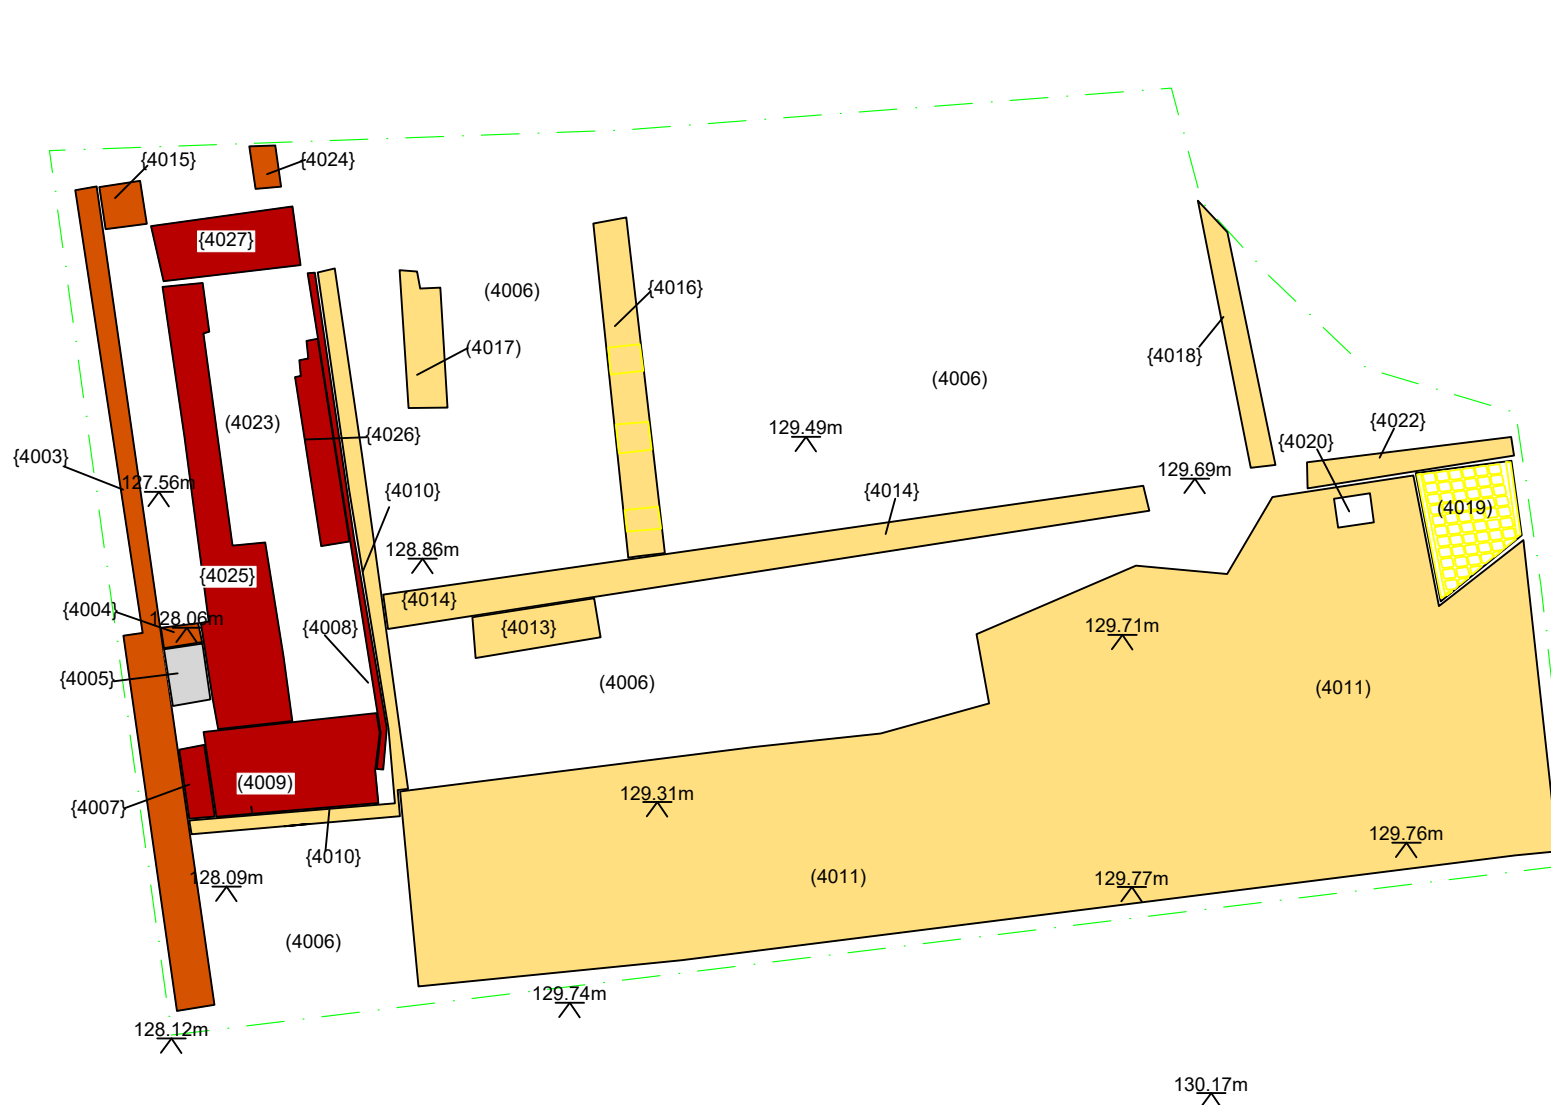 {4015}
{4024}
{4027}
(4006)
{4016}
(4017)
{4018}
(4006)
(4023)
{4026}
129.49m
{4020}
{4022}
{4003}
127.56m
{4010}
{4014}
129.69m
(4019)
128.86m
{4025}
{4014}
{4004}
128.06m
{4008}
{4013}
129.71m
{4005}
(4006)
(4011)
(4009)
{4007}
129.31m
{4010}
129.76m
128.09m
(4011)
129.77m
(4006)
129.74m
128.12m
130.17m